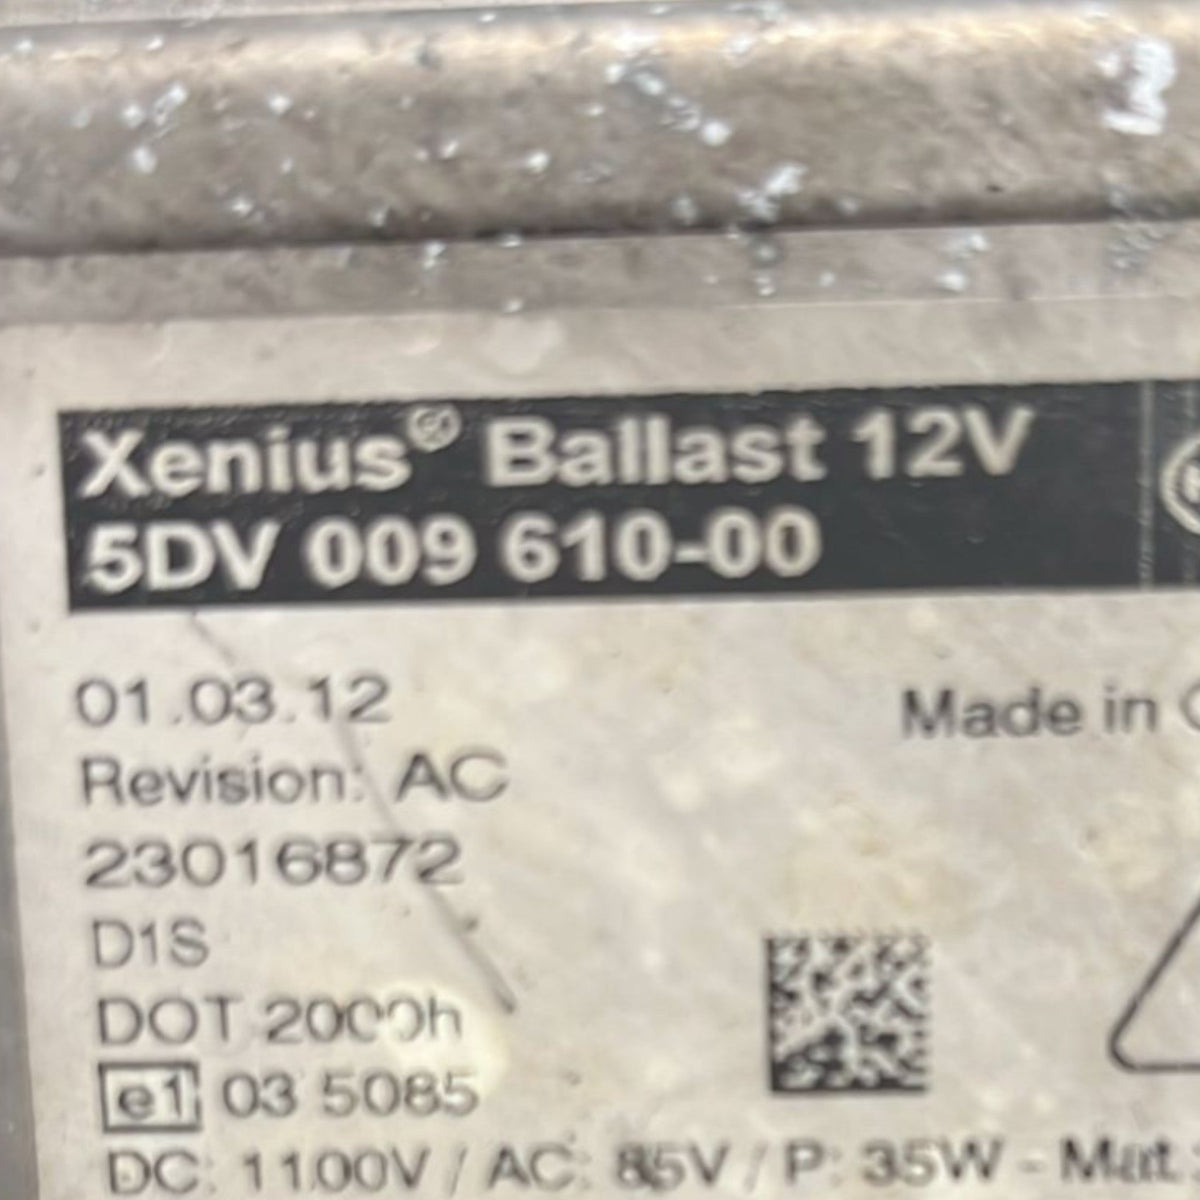 Xenius® Ballast 12V
5DV 009 610-00
01.03.12
Revision: AC
Made in
23016872
D1S
DOT 2000h
e1 03 5085
DC: 1100V / AC: 85V / P: 35W - Mat.